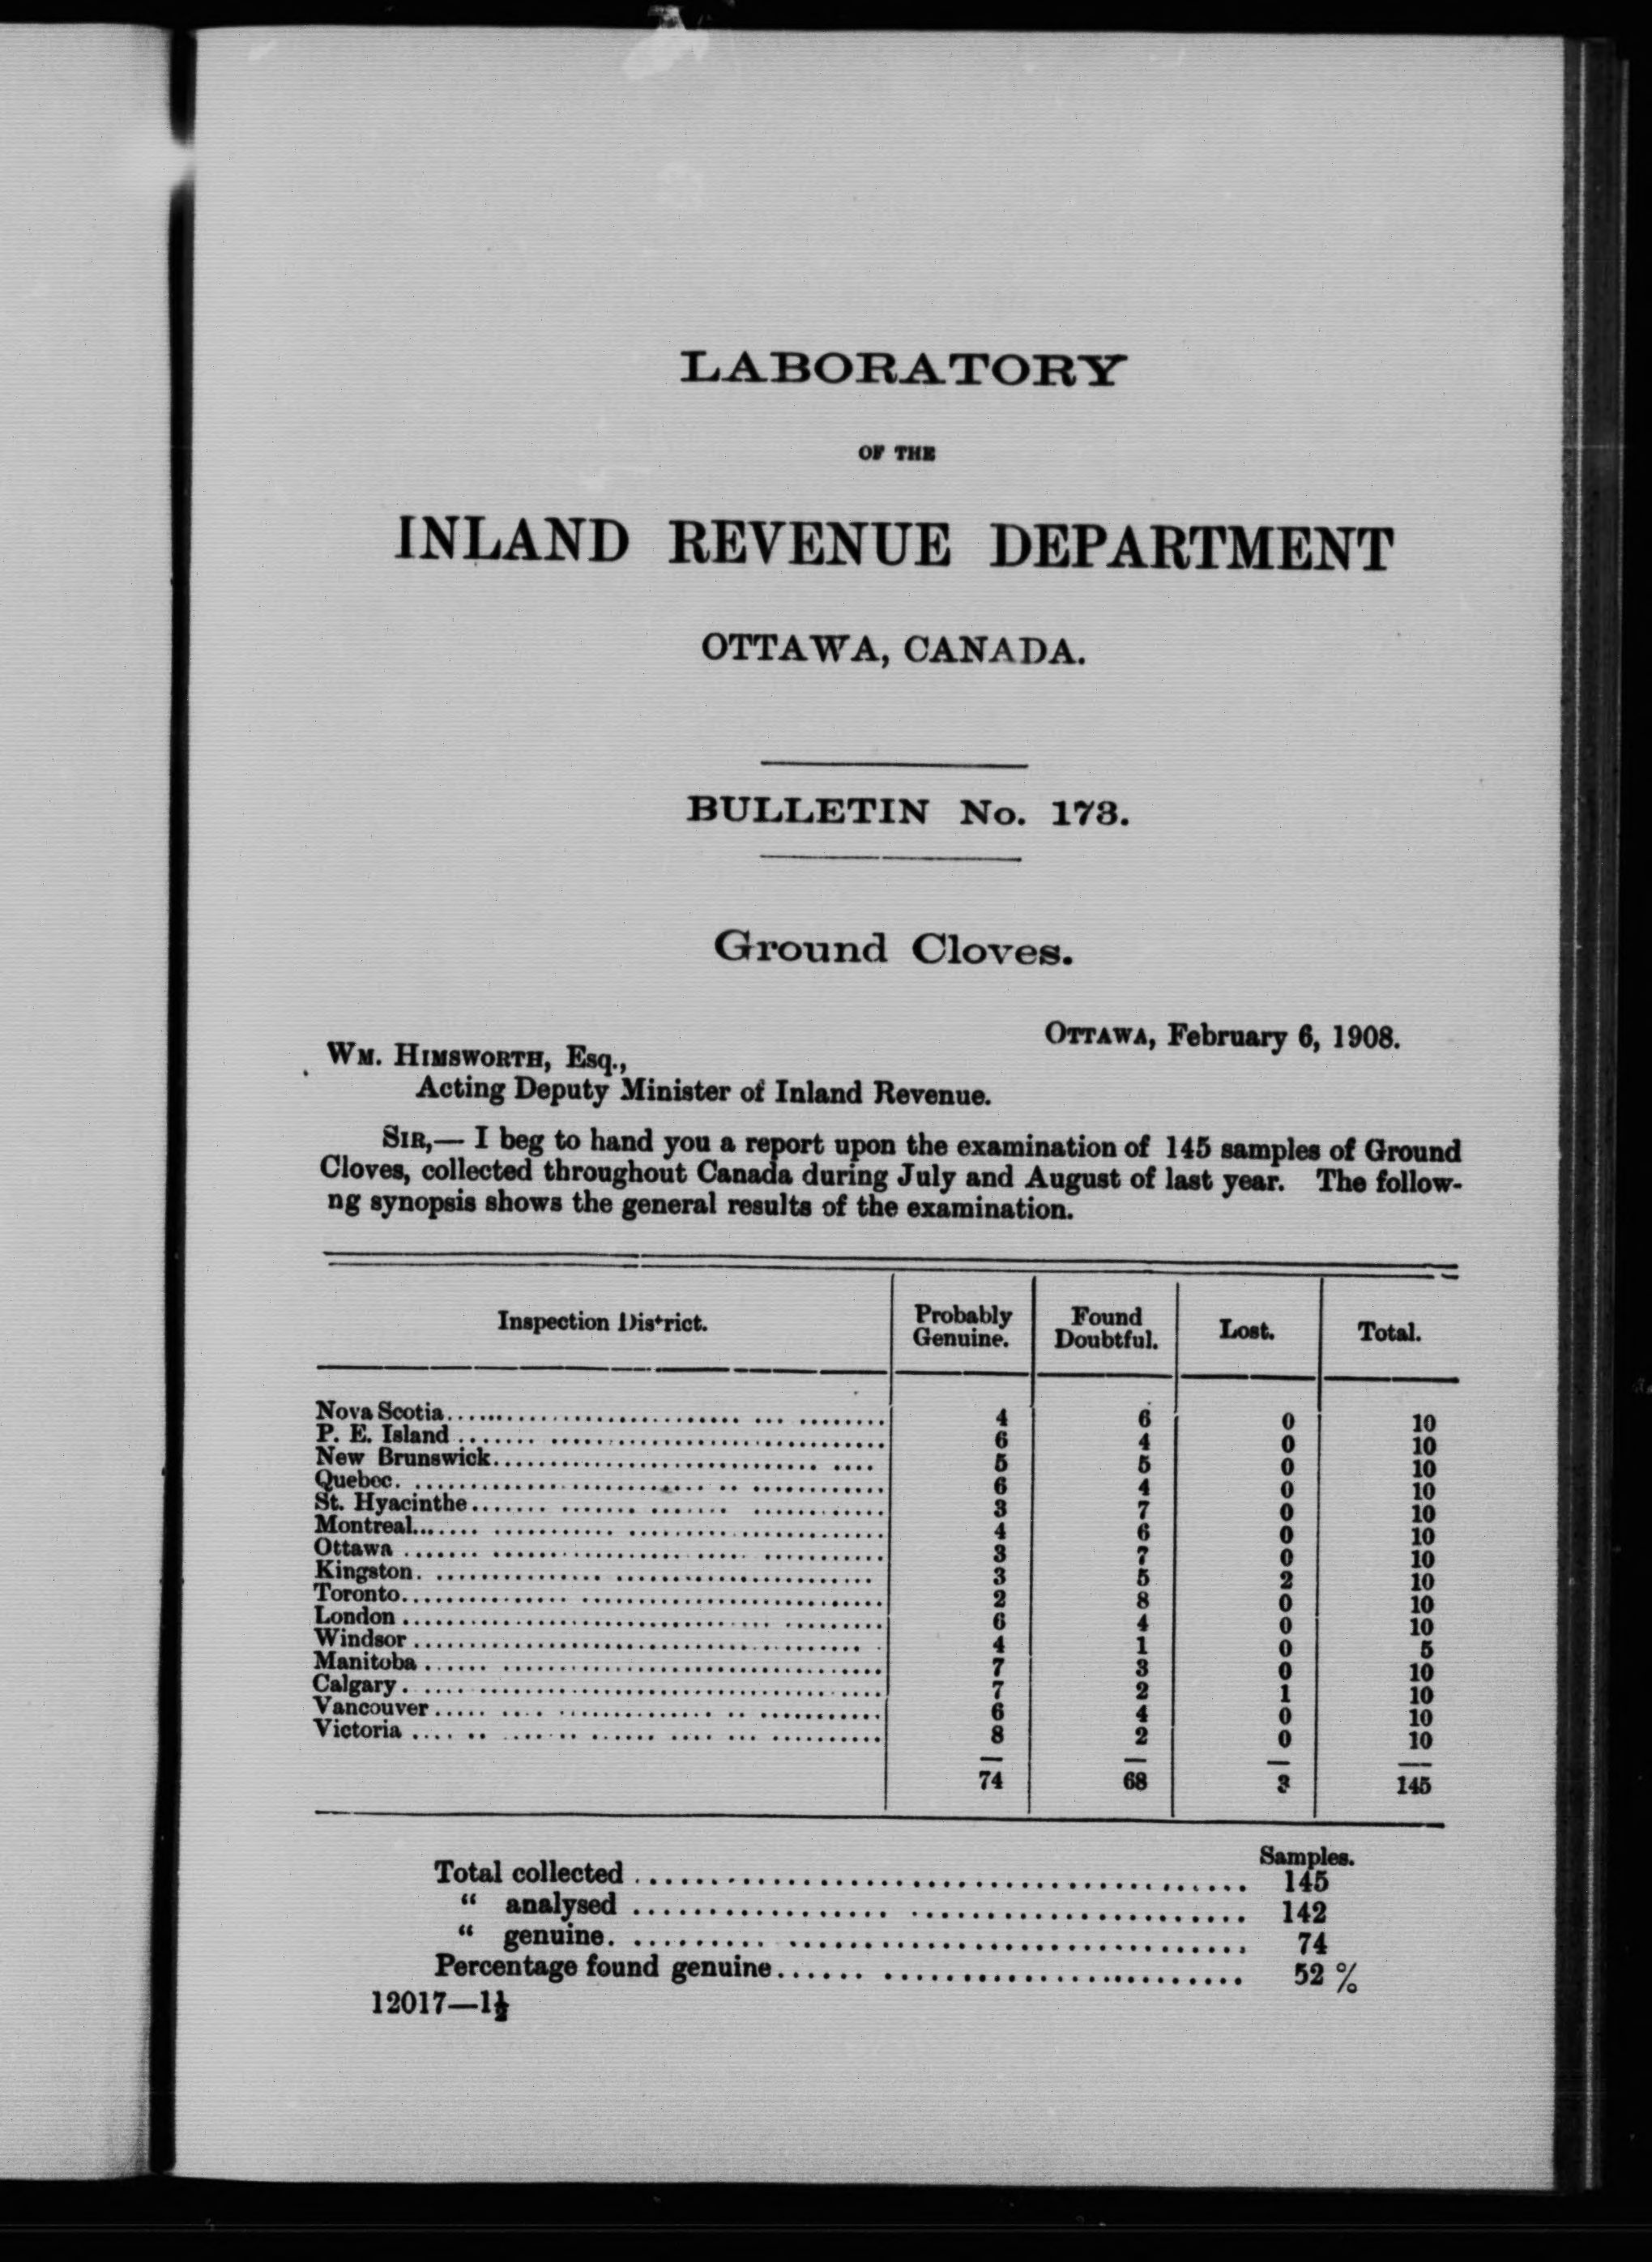 LABORATORY
OF THE
INLAND REVENUE DEPARTMENT
OTTAWA, CANADA.
BULLETIN No. 173.
Ground Cloves.
OTTAWA, February 6, 1908.
WM. HIMSWORTH, Esq.,
Acting Deputy Minister of Inland Revenue.
SIR,— I beg to hand you a report upon the examination of 145 samples of Ground
Cloves, collected throughout Canada during July and August of last year. The follow-
ng synopsis shows the general results of the examination.
Inspection District. Probably Genuine. Found Doubtful. Lost. Total.
Nova Scotia 4 6 0 10
P. E. Island 6 4 0 10
New Brunswick 5 5 0 10
Quebec 6 4 0 10
St. Hyacinthe 3 7 0 10
Montreal 4 6 0 10
Ottawa 3 7 0 10
Kingston 3 5 2 10
Toronto 2 8 0 10
London 6 4 0 10
Windsor 4 1 0 5
Manitoba 7 3 0 10
Calgary 7 2 1 10
Vancouver 6 4 0 10
Victoria 8 2 0 10
74 68 3 145
Samples.
Total collected 145
“ analysed 142
“ genuine 74
Percentage found genuine 52 %
12017—1½